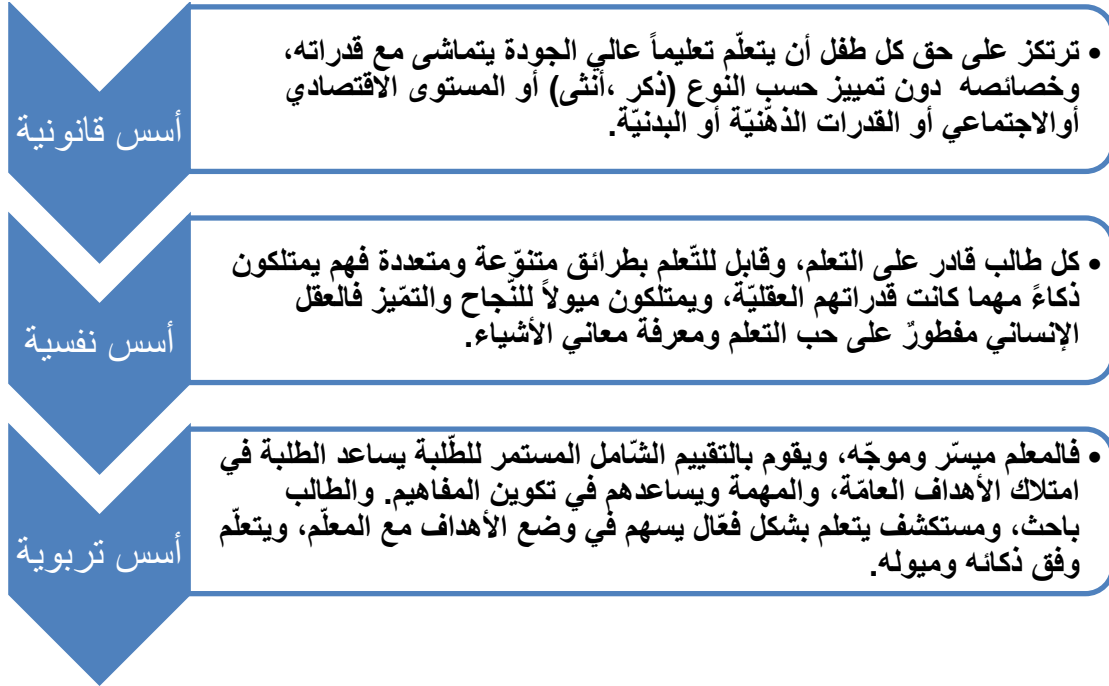 أسس قانونية
• ترتكز على حق كل طفل أن يتعلّم تعليماً عالي الجودة يتماشى مع قدراته،
وخصائصه دون تمييز حسب النوع (ذكر ،أنثى) أو المستوى الاقتصادي
أوالاجتماعي أو القدرات الذهّنيّة أو البدنيّة.
أسس نفسية
• كل طالب قادر على التعلم، وقابل للتّعلم بطرائق متنوّعة ومتعددة فهم يمتلكون
ذكاءً مهما كانت قدراتهم العقليّة، ويمتلكون ميولاً للنّجاح والتمّيز فالعقل
الإنساني مفطورٌ على حب التعلم ومعرفة معاني الأشياء.
أسس تربوية
• فالمعلم ميسّر وموجّه، ويقوم بالتقييم الشّامل المستمر للطّلبة يساعد الطلبة في
امتلاك الأهداف العامّة، والمهمة ويساعدهم في تكوين المفاهيم. والطالب
باحث، ومستكشف يتعلم بشكل فعّال يسهم في وضع الأهداف مع المعلّم، ويتعلّم
وفق ذكائه وميوله.